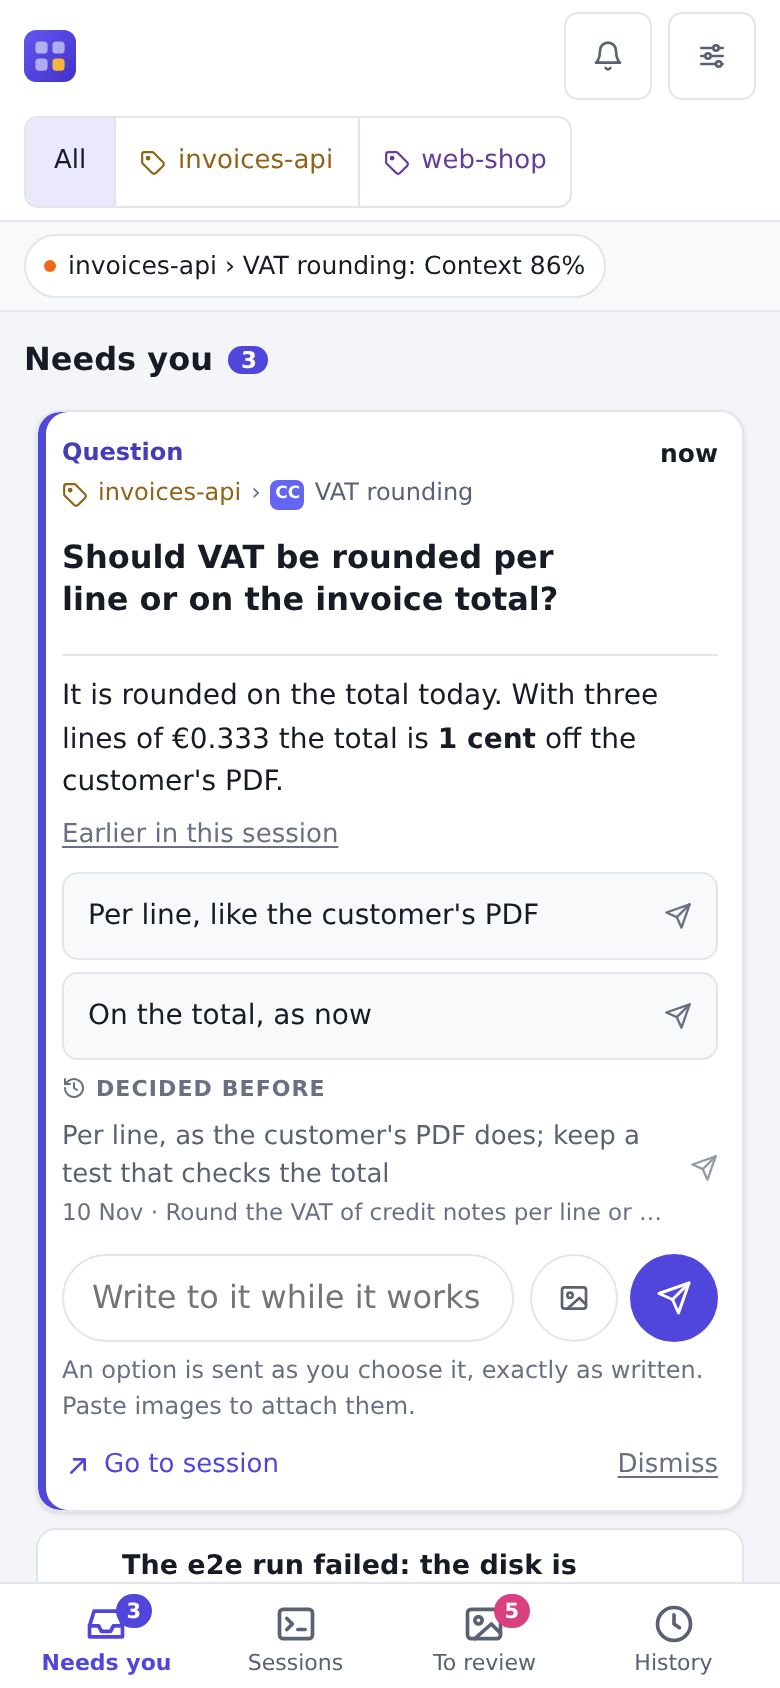 All
invoices-api
web-shop
invoices-api › VAT rounding: Context 86%
Needs you 3
Question
now
invoices-api › CC VAT rounding
Should VAT be rounded per
line or on the invoice total?
It is rounded on the total today. With three
lines of €0.333 the total is 1 cent off the
customer's PDF.
Earlier in this session
Per line, like the customer's PDF
On the total, as now
DECIDED BEFORE
Per line, as the customer's PDF does; keep a
test that checks the total
10 Nov · Round the VAT of credit notes per line or …
Write to it while it works
An option is sent as you choose it, exactly as written.
Paste images to attach them.
Go to session
Dismiss
The e2e run failed: the disk is
3
5
Needs you
Sessions
To review
History